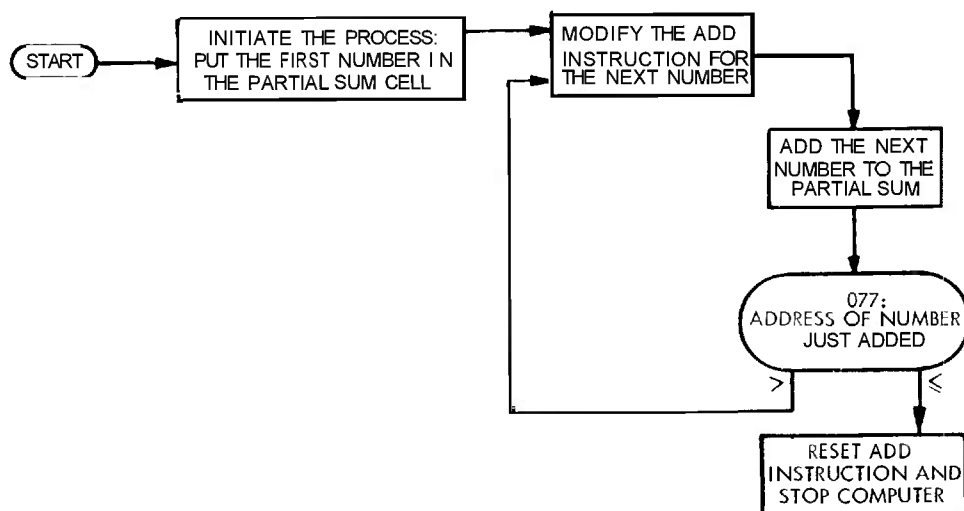 START
INITIATE THE PROCESS:
PUT THE FIRST NUMBER IN
THE PARTIAL SUM CELL
MODIFY THE ADD
INSTRUCTION FOR
THE NEXT NUMBER
ADD THE NEXT
NUMBER TO THE
PARTIAL SUM
077:
ADDRESS OF NUMBER
JUST ADDED
> ≤
RESET ADD
INSTRUCTION AND
STOP COMPUTER